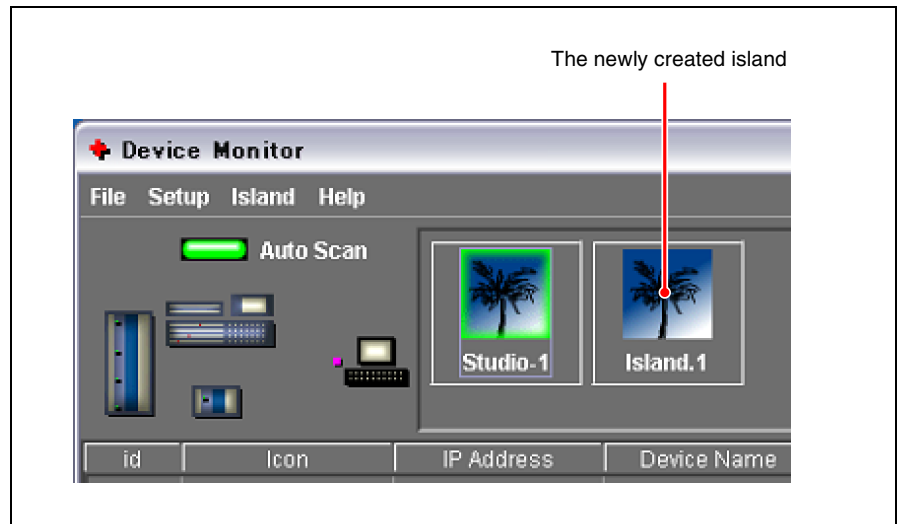 The newly created island
Device Monitor
File Setup Island Help
Auto Scan
Studio-1 Island.1
id Icon IP Address Device Name